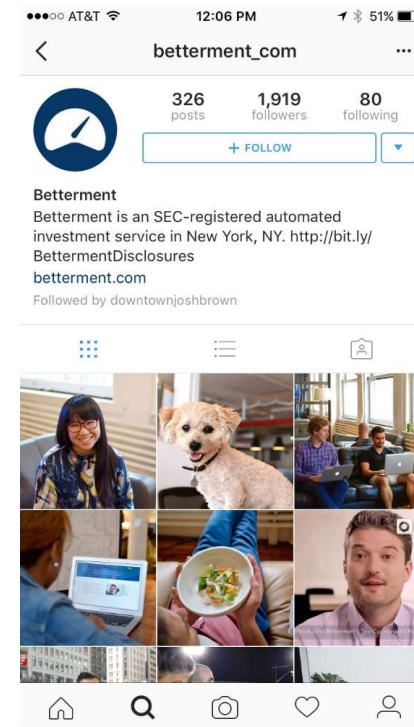 AT&T 12:06 PM 51%
betterment_com
326 1,919 80
posts followers following
+ FOLLOW
Betterment
Betterment is an SEC-registered automated
investment service in New York, NY. http://bit.ly/
BettermentDisclosures
betterment.com
Followed by downtownjoshbrown